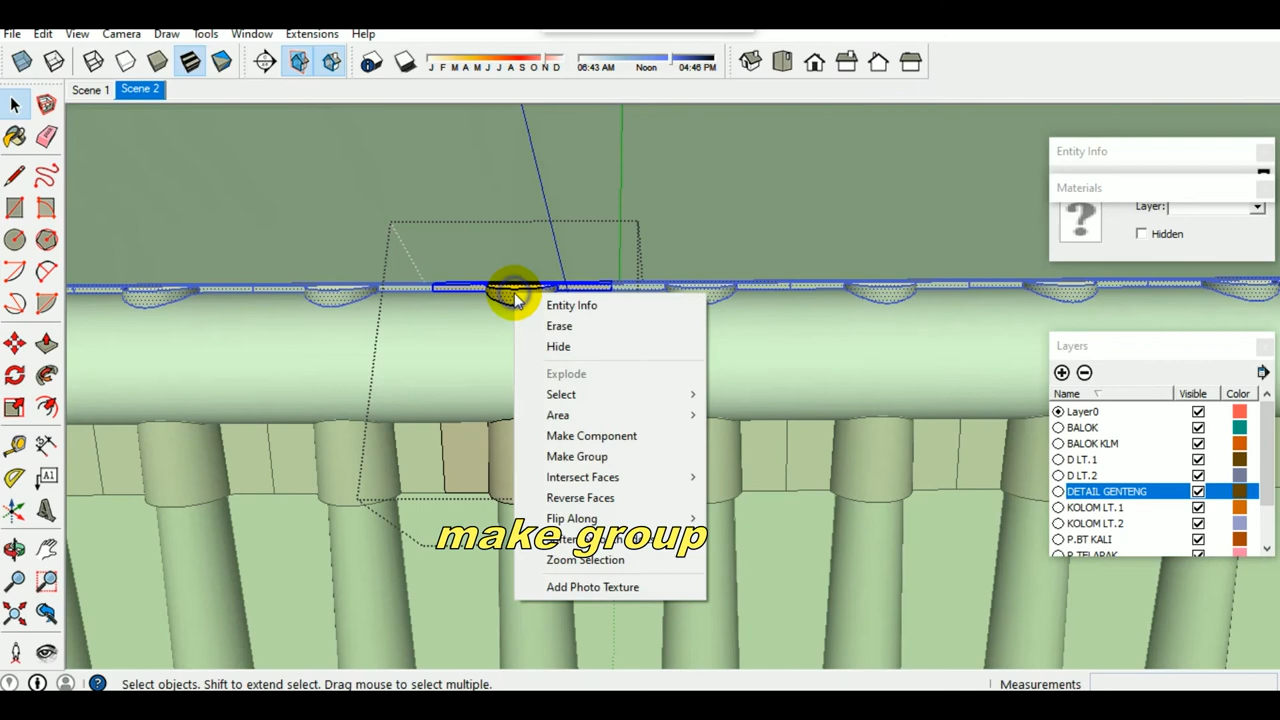 File Edit View Camera Draw Tools Window Extensions Help
J F M A M J J A S O N D 06:43 AM Noon 04:46 PM
Scene 1 Scene 2
Entity Info
Materials
Layer:
Hidden
Entity Info
Erase
Hide
Explode
Select
Area
Make Component
Make Group
Intersect Faces
Reverse Faces
Flip Along
make group
Zoom Selection
Add Photo Texture
Layers
Name Visible Color
Layer0
BALOK
BALOK KLM
D LT.1
D LT.2
DETAIL GENTENG
KOLOM LT.1
KOLOM LT.2
P.BT KALI
A1
Select objects. Shift to extend select. Drag mouse to select multiple.
Measurements